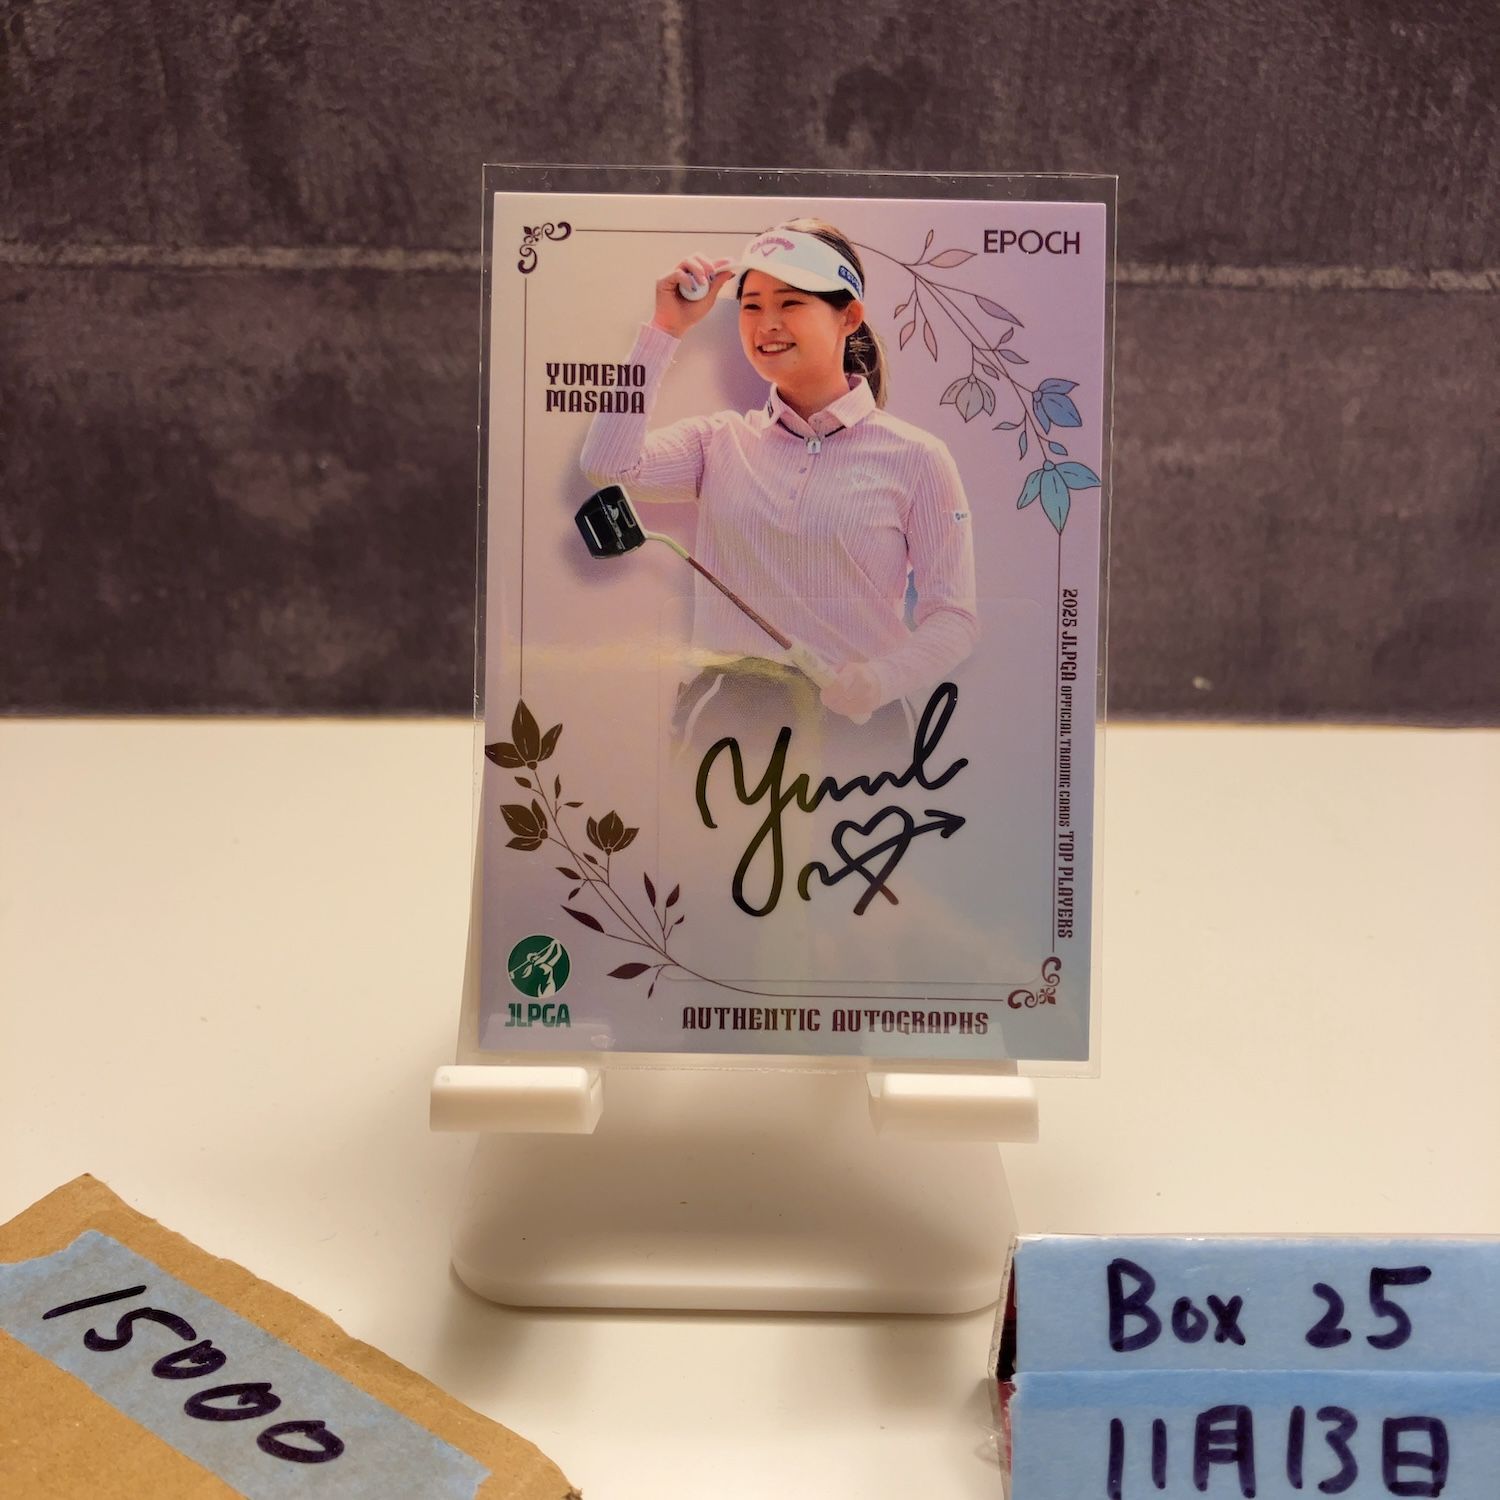 EPOCH
YUMENO
MASADA
2025 JLPGA OFFICIAL TRADING CARDS TOP PLAYERS
JLPGA
AUTHENTIC AUTOGRAPHS
15000
Box 25
11月13日